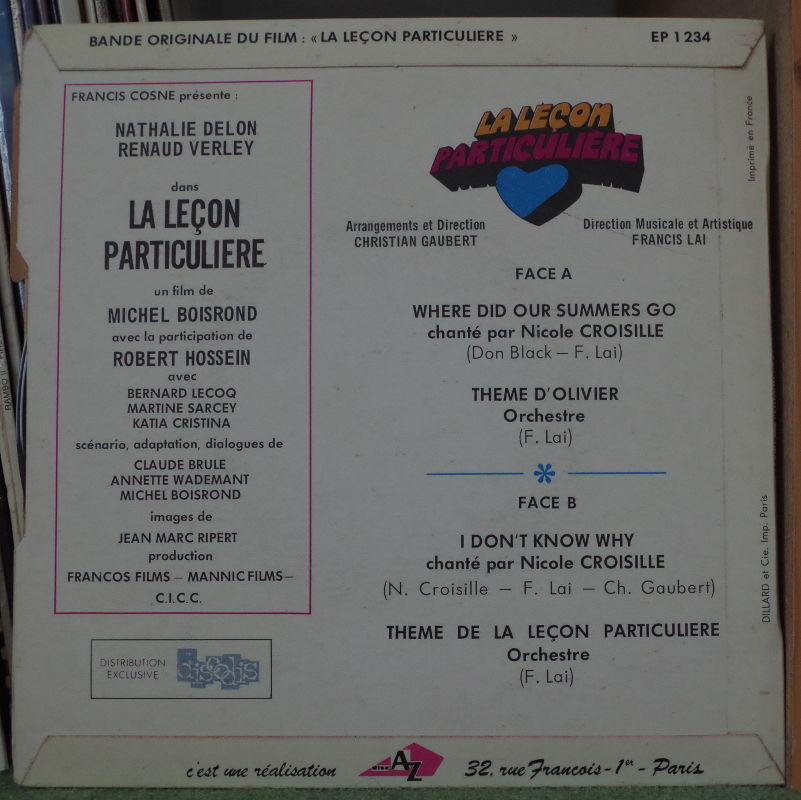 BANDE ORIGINALE DU FILM : « LA LEÇON PARTICULIERE »
EP 1 234
FRANCIS COSNE présente :
NATHALIE DELON
RENAUD VERLEY
dans
LA LEÇON
PARTICULIERE
un film de
MICHEL BOISROND
avec la participation de
ROBERT HOSSEIN
avec
BERNARD LECOQ
MARTINE SARCEY
KATIA CRISTINA
scénario, adaptation, dialogues de
CLAUDE BRULE
ANNETTE WADEMANT
MICHEL BOISROND
images de
JEAN MARC RIPERT
production
FRANCOS FILMS – MANNIC FILMS –
C.I.C.C.
DISTRIBUTION
EXCLUSIVE
discodis
LA LEÇON
PARTICULIÈRE
Arrangements et Direction
CHRISTIAN GAUBERT
Direction Musicale et Artistique
FRANCIS LAI
FACE A
WHERE DID OUR SUMMERS GO
chanté par Nicole CROISILLE
(Don Black – F. Lai)
THEME D'OLIVIER
Orchestre
(F. Lai)
FACE B
I DON'T KNOW WHY
chanté par Nicole CROISILLE
(N. Croisille – F. Lai – Ch. Gaubert)
THEME DE LA LEÇON PARTICULIERE
Orchestre
(F. Lai)
Imprimé en France
DILLARD et Cie. Imp. Paris
c'est une réalisation
disc AZ
32, rue Francois-1er - Paris
RAMBO II